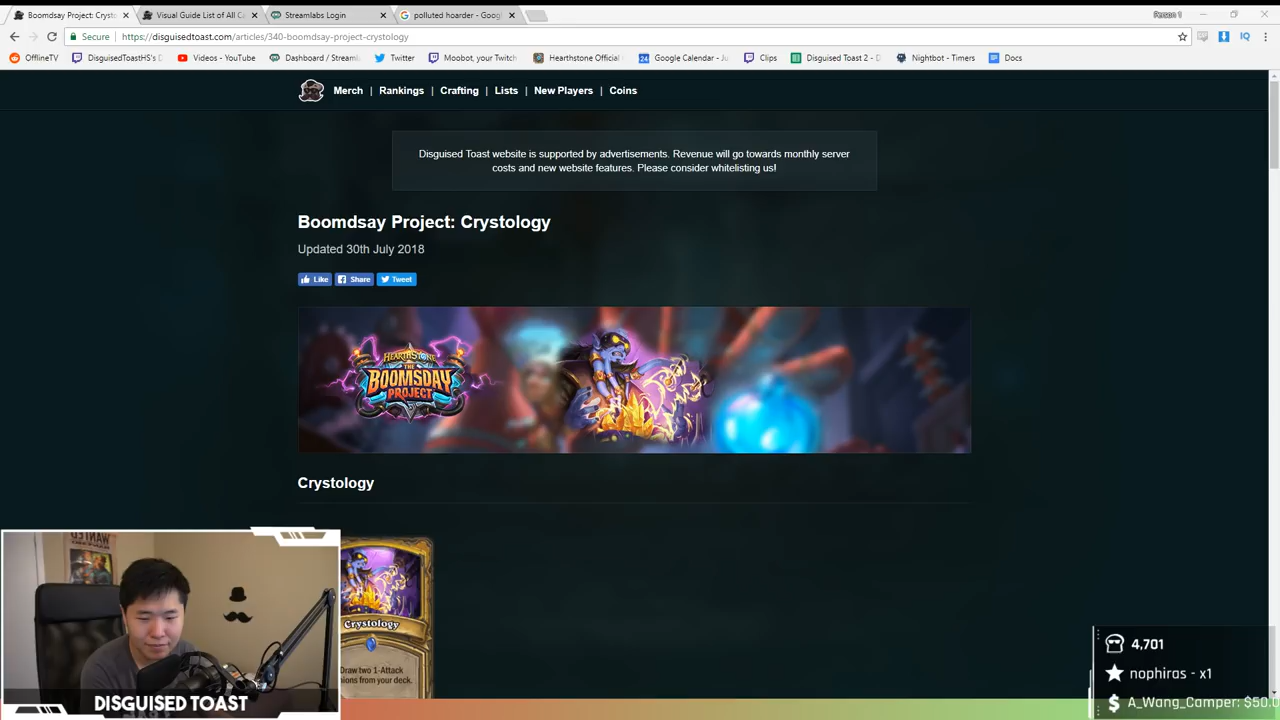 Boomdsay Project: Cryst
Visual Guide List of All Ca
Streamlabs Login
polluted hoarder - Goog
Person 1
Secure
https://disguisedtoast.com/articles/340-boomdsay-project-crystology
OfflineTV
DisguisedToastHS's D
Videos - YouTube
Dashboard / Streaml
Twitter
Moobot, your Twitch
Hearthstone Official
Google Calendar - Ju
Clips
Disguised Toast 2 - D
Nightbot - Timers
Docs
Merch | Rankings | Crafting | Lists | New Players | Coins
Disguised Toast website is supported by advertisements. Revenue will go towards monthly server
costs and new website features. Please consider whitelisting us!
Boomdsay Project: Crystology
Updated 30th July 2018
Like
Share
Tweet
HEARTHSTONE
THE
BOOMSDAY
PROJECT
Crystology
WANTED
Crystology
Draw two 1-Attack
ions from your deck.
DISGUISED TOAST
4,701
nophiras - x1
A_Wang_Camper: $50.0